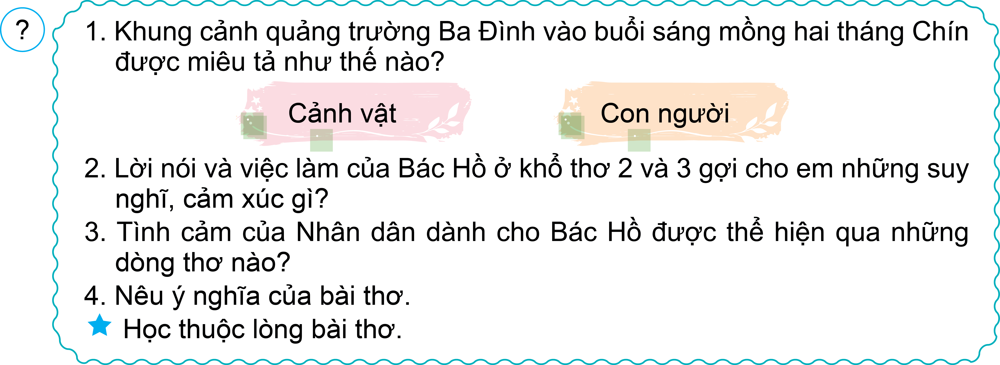 ?
1. Khung cảnh quảng trường Ba Đình vào buổi sáng mồng hai tháng Chín
được miêu tả như thế nào?
Cảnh vật
Con người
2. Lời nói và việc làm của Bác Hồ ở khổ thơ 2 và 3 gợi cho em những suy
nghĩ, cảm xúc gì?
3. Tình cảm của Nhân dân dành cho Bác Hồ được thể hiện qua những
dòng thơ nào?
4. Nêu ý nghĩa của bài thơ.
Học thuộc lòng bài thơ.